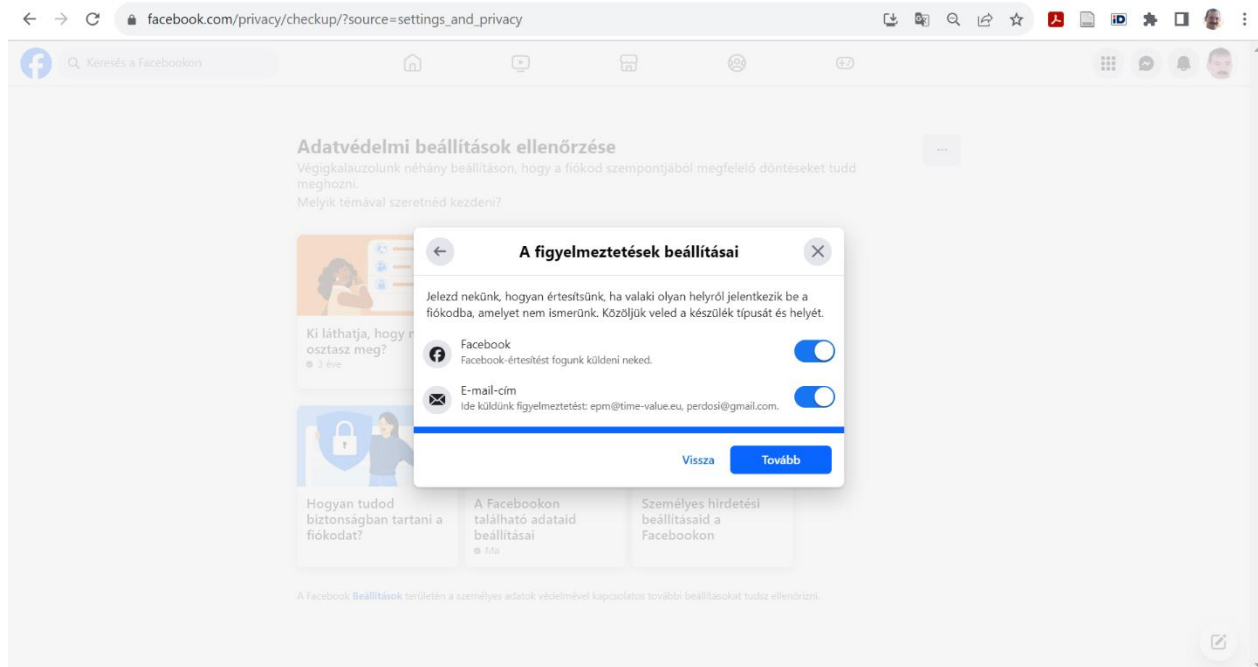 facebook.com/privacy/checkup/?source=settings_and_privacy
iD
Keresés a Facebookon
Adatvédelmi beállítások ellenőrzése
Végigkalauzolunk néhány beállításon, hogy a fiókod szempontjából megfelelő döntéseket tudd
meghozni.
Melyik témával szeretnéd kezdeni?
A figyelmeztetések beállításai
Jelezd nekünk, hogyan értesítsünk, ha valaki olyan helyről jelentkezik be a
fiókodba, amelyet nem ismerünk. Közöljük veled a készülék típusát és helyét.
Facebook
Facebook-értesítést fogunk küldeni neked.
E-mail-cím
Ide küldünk figyelmeztetést: epm@time-value.eu, perdosi@gmail.com.
Vissza
Tovább
Ki láthatja, hogy
osztasz meg?
3 éve
Hogyan tudod
biztonságban tartani a
fiókodat?
A Facebookon
található adataid
beállításai
Ma
Személyes hirdetési
beállításaid a
Facebookon
A Facebook Beállítások területén a személyes adatok védelmével kapcsolatos további beállításokat tudsz ellenőrizni.